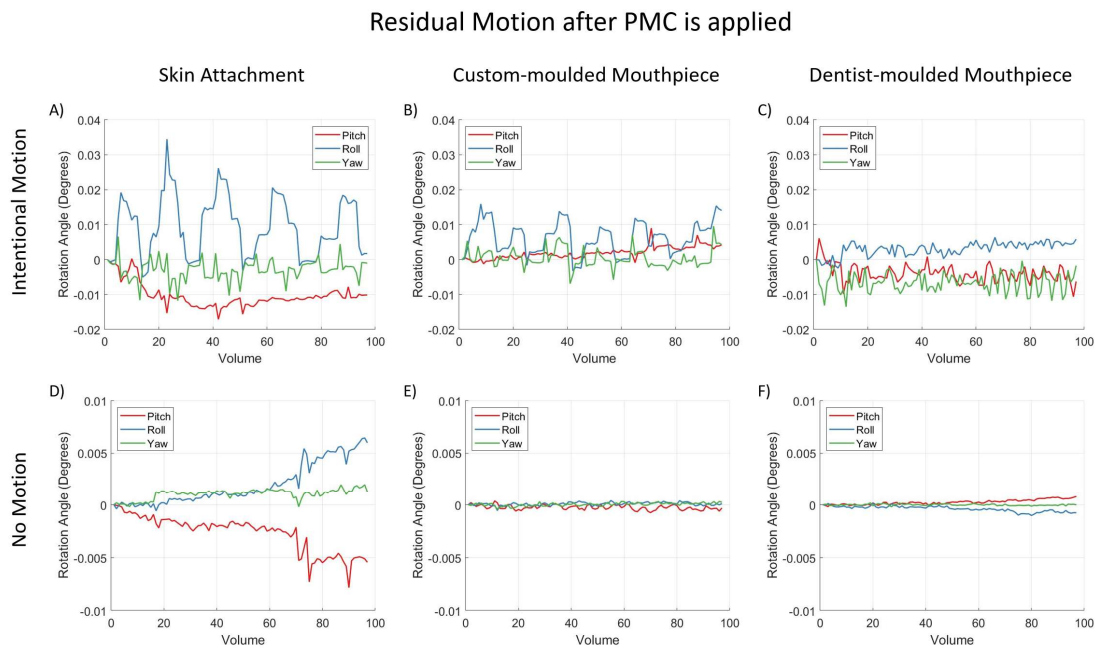 Residual Motion after PMC is applied
Skin Attachment
Custom-moulded Mouthpiece
Dentist-moulded Mouthpiece
Intentional Motion
A)
0.04
0.03
0.02
0.01
0
-0.01
-0.02
Rotation Angle (Degrees)
0 20 40 60 80 100
Volume
Pitch
Roll
Yaw
B)
0.04
0.03
0.02
0.01
0
-0.01
-0.02
Rotation Angle (Degrees)
0 20 40 60 80 100
Volume
Pitch
Roll
Yaw
C)
0.04
0.03
0.02
0.01
0
-0.01
-0.02
Rotation Angle (Degrees)
0 20 40 60 80 100
Volume
Pitch
Roll
Yaw
No Motion
D)
0.01
0.005
0
-0.005
-0.01
Rotation Angle (Degrees)
0 20 40 60 80 100
Volume
Pitch
Roll
Yaw
E)
0.01
0.005
0
-0.005
-0.01
Rotation Angle (Degrees)
0 20 40 60 80 100
Volume
Pitch
Roll
Yaw
F)
0.01
0.005
0
-0.005
-0.01
Rotation Angle (Degrees)
0 20 40 60 80 100
Volume
Pitch
Roll
Yaw